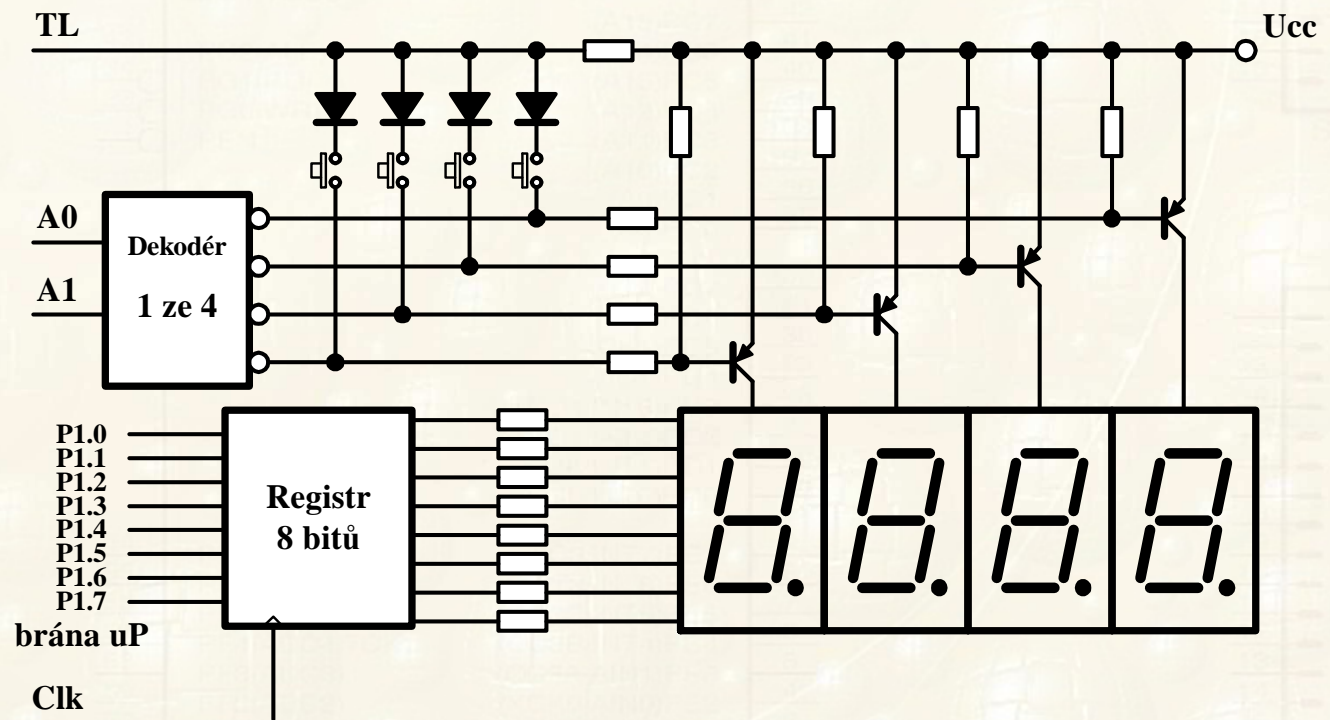 TL
Ucc
A0
A1
Dekodér
1 ze 4
P1.0
P1.1
P1.2
P1.3
P1.4
P1.5
P1.6
P1.7
brána uP
Registr
8 bitů
Clk